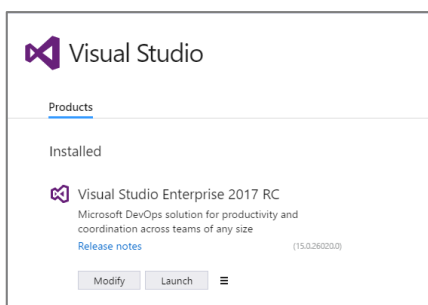 Visual Studio
Products
Installed
Visual Studio Enterprise 2017 RC
Microsoft DevOps solution for productivity and
coordination across teams of any size
Release notes (15.0.26020.0)
Modify Launch